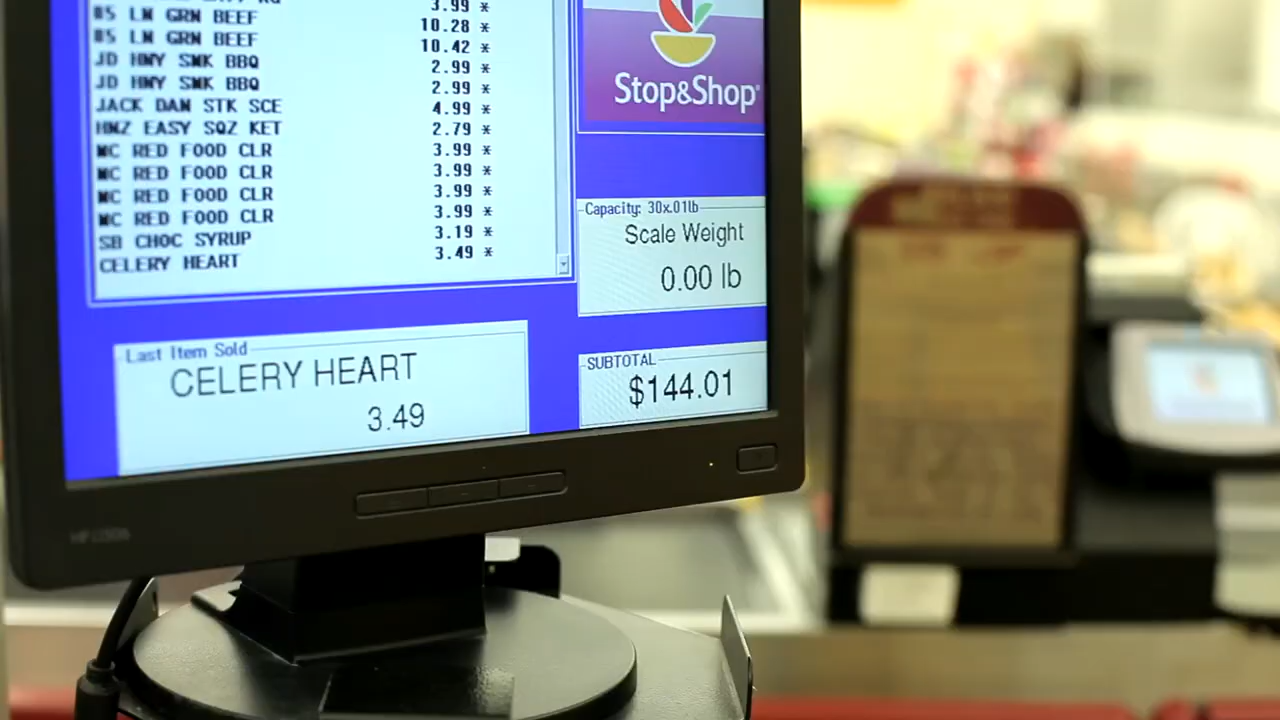 3.99 *
85 LN GRN BEEF 10.28 *
85 LN GRN BEEF 10.42 *
JD HNY SMK BBQ 2.99 *
JD HNY SMK BBQ 2.99 *
JACK DAN STK SCE 4.99 *
HNZ EASY SQZ KET 2.79 *
MC RED FOOD CLR 3.99 *
MC RED FOOD CLR 3.99 *
MC RED FOOD CLR 3.99 *
MC RED FOOD CLR 3.99 *
SB CHOC SYRUP 3.19 *
CELERY HEART 3.49 *
Stop&Shop
Capacity: 30x.01lb
Scale Weight
0.00 lb
Last Item Sold
CELERY HEART
3.49
SUBTOTAL
$144.01